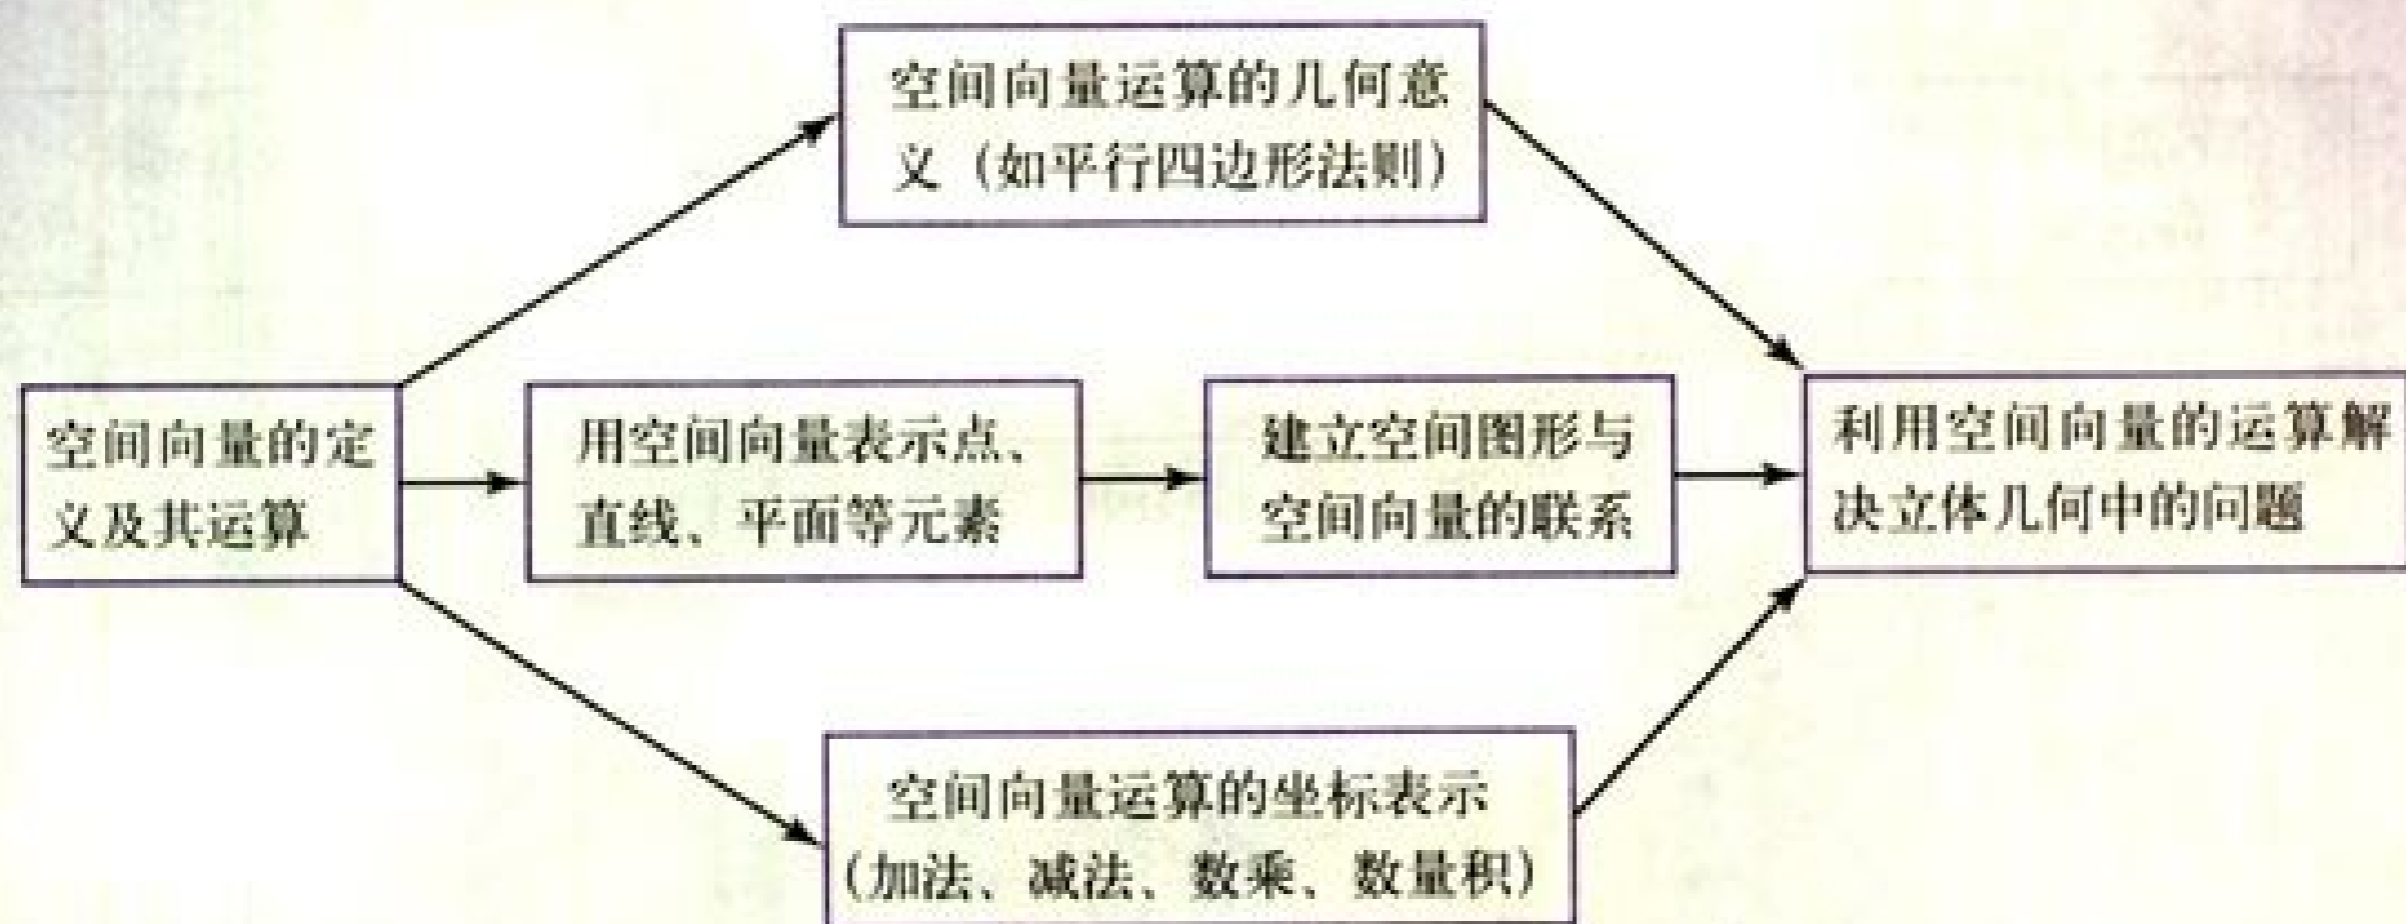 空间向量运算的几何意
义（如平行四边形法则）
空间向量的定
义及其运算
用空间向量表示点、
直线、平面等元素
建立空间图形与
空间向量的联系
利用空间向量的运算解
决立体几何中的问题
空间向量运算的坐标表示
（加法、减法、数乘、数量积）